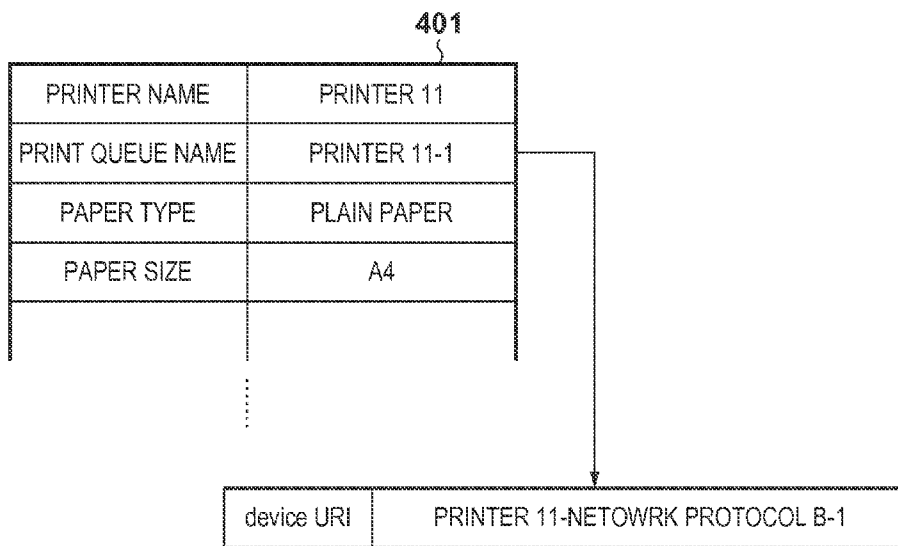 401
PRINTER NAME PRINTER 11
PRINT QUEUE NAME PRINTER 11-1
PAPER TYPE PLAIN PAPER
PAPER SIZE A4
device URI PRINTER 11-NETOWRK PROTOCOL B-1